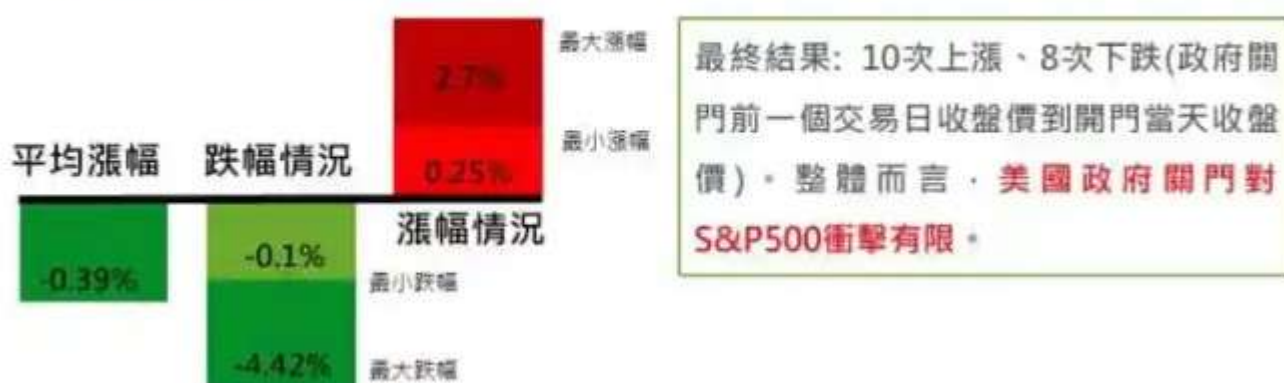 最大漲幅
2.7%
最小漲幅
平均漲幅
跌幅情況
0.25%
漲幅情況
-0.39%
-0.1%
最小跌幅
-4.42%
最大跌幅
最終結果: 10次上漲、8次下跌(政府關
門前一個交易日收盤價到開門當天收盤
價)。整體而言，美國政府關門對
S&P500衝擊有限。